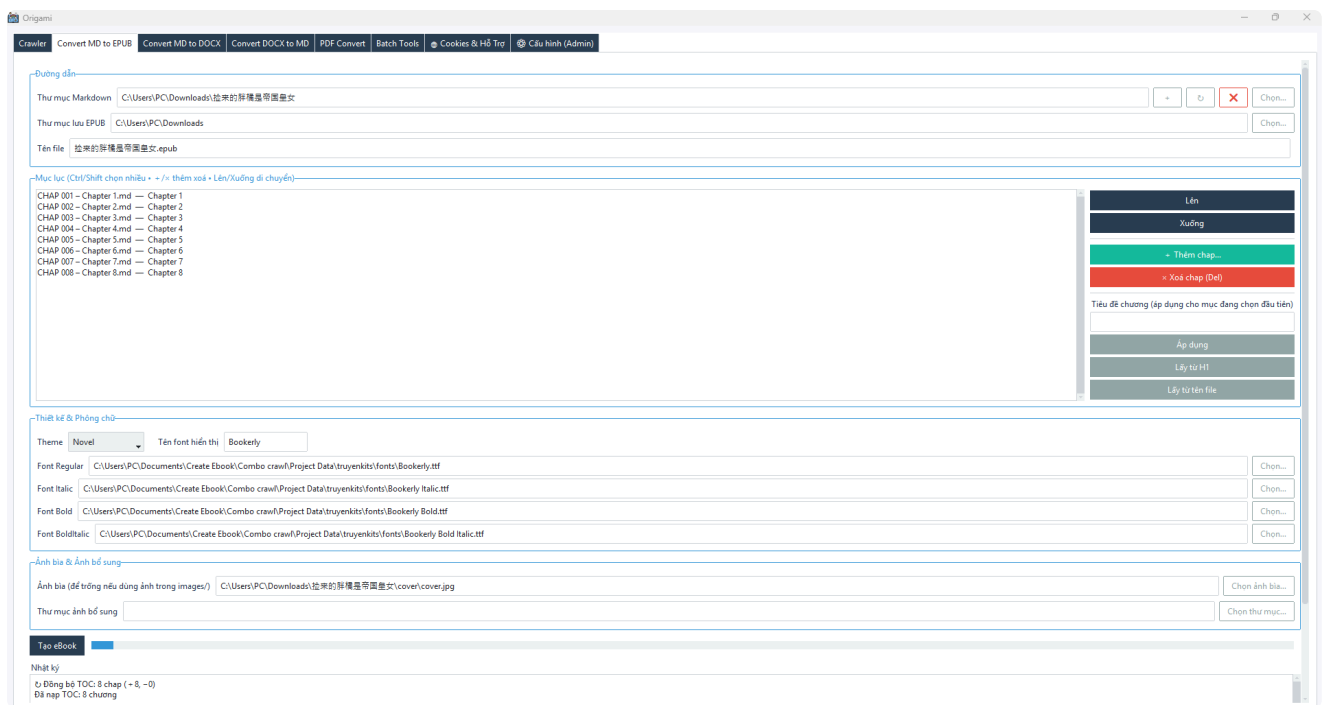 Origami
Crawler Convert MD to EPUB Convert MD to DOCX Convert DOCX to MD PDF Convert Batch Tools Cookies & Hỗ Trợ Cấu hình (Admin)
Đường dẫn
Thư mục Markdown C:\Users\PC\Downloads\捡来的胖橘是帝国皇女 + ↻ ❌ Chọn...
Thư mục lưu EPUB C:\Users\PC\Downloads Chọn...
Tên file 捡来的胖橘是帝国皇女.epub
Mục lục (Ctrl/Shift chọn nhiều • +/× thêm xoá • Lên/Xuống di chuyển)
CHAP 001 – Chapter 1.md — Chapter 1
CHAP 002 – Chapter 2.md — Chapter 2
CHAP 003 – Chapter 3.md — Chapter 3
CHAP 004 – Chapter 4.md — Chapter 4
CHAP 005 – Chapter 5.md — Chapter 5
CHAP 006 – Chapter 6.md — Chapter 6
CHAP 007 – Chapter 7.md — Chapter 7
CHAP 008 – Chapter 8.md — Chapter 8
Lên
Xuống
+ Thêm chap...
× Xoá chap (Del)
Tiêu đề chương (áp dụng cho mục đang chọn đầu tiên)
Áp dụng
Lấy từ H1
Lấy từ tên file
Thiết kế & Phông chữ
Theme Novel Tên font hiển thị Bookerly
Font Regular C:\Users\PC\Documents\Create Ebook\Combo crawl\Project Data\truyenkits\fonts\Bookerly.ttf Chọn...
Font Italic C:\Users\PC\Documents\Create Ebook\Combo crawl\Project Data\truyenkits\fonts\Bookerly Italic.ttf Chọn...
Font Bold C:\Users\PC\Documents\Create Ebook\Combo crawl\Project Data\truyenkits\fonts\Bookerly Bold.ttf Chọn...
Font BoldItalic C:\Users\PC\Documents\Create Ebook\Combo crawl\Project Data\truyenkits\fonts\Bookerly Bold Italic.ttf Chọn...
Ảnh bìa & Ảnh bổ sung
Ảnh bìa (để trống nếu dùng ảnh trong images/) C:\Users\PC\Downloads\捡来的胖橘是帝国皇女\cover\cover.jpg Chọn ảnh bìa...
Thư mục ảnh bổ sung Chọn thư mục...
Tạo eBook
Nhật ký
↻ Đồng bộ TOC: 8 chap (+8, −0)
Đã nạp TOC: 8 chương